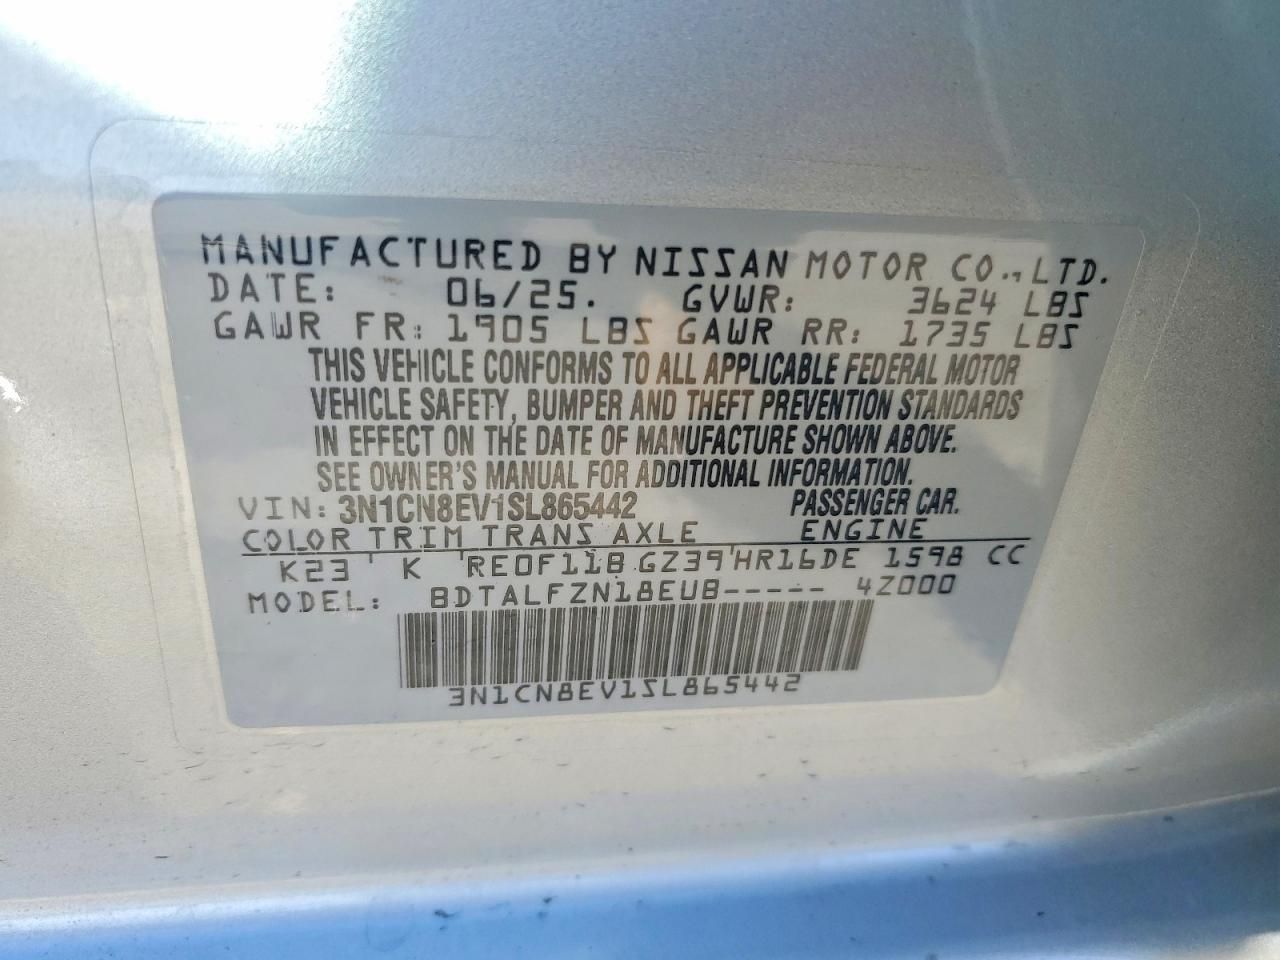 MANUFACTURED BY NISSAN MOTOR CO., LTD.
DATE: 06/25. GVWR: 3624 LBS
GAWR FR: 1905 LBS GAWR RR: 1735 LBS
THIS VEHICLE CONFORMS TO ALL APPLICABLE FEDERAL MOTOR
VEHICLE SAFETY, BUMPER AND THEFT PREVENTION STANDARDS
IN EFFECT ON THE DATE OF MANUFACTURE SHOWN ABOVE.
SEE OWNER'S MANUAL FOR ADDITIONAL INFORMATION.
VIN: 3N1CN8EV1SL865442 PASSENGER CAR.
COLOR TRIM TRANS AXLE ENGINE
K23 K RE0F11B GZ39 HR16DE 1598 CC
MODEL: BDTALFZN18EUB----- 4Z000
3N1CN8EV1SL865442